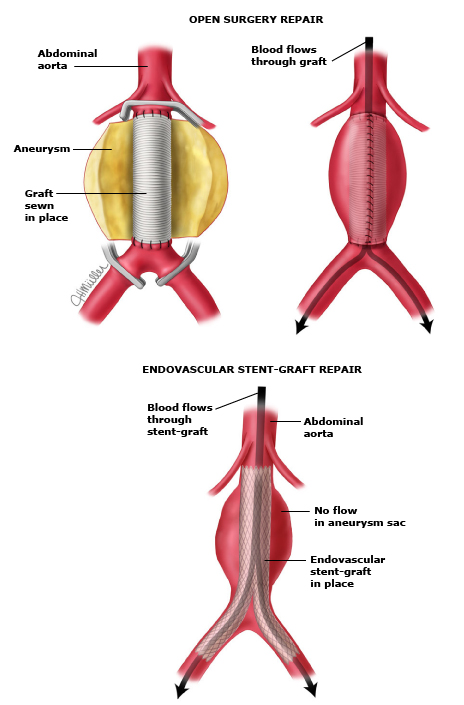 OPEN SURGERY REPAIR
Abdominal
aorta
Blood flows
through graft
Aneurysm
Graft
sewn
in place
ENDOVASCULAR STENT-GRAFT REPAIR
Blood flows
through
stent-graft
Abdominal
aorta
No flow
in aneurysm sac
Endovascular
stent-graft
in place